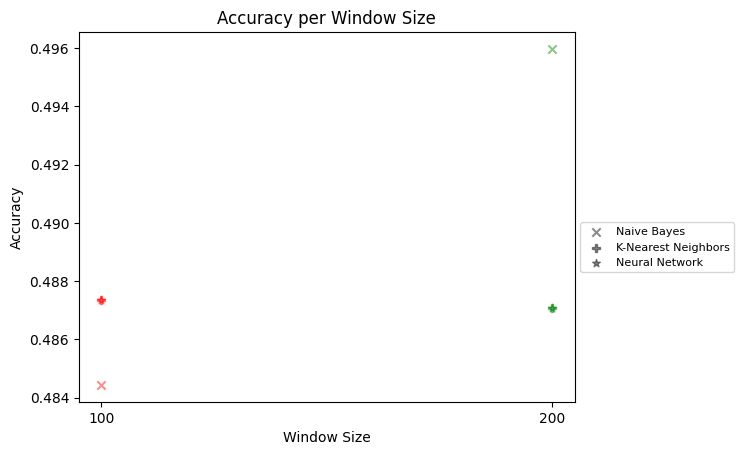 Accuracy per Window Size
0.496
0.494
0.492
0.490
0.488
0.486
0.484
Accuracy
100
200
Window Size
Naive Bayes
K-Nearest Neighbors
Neural Network